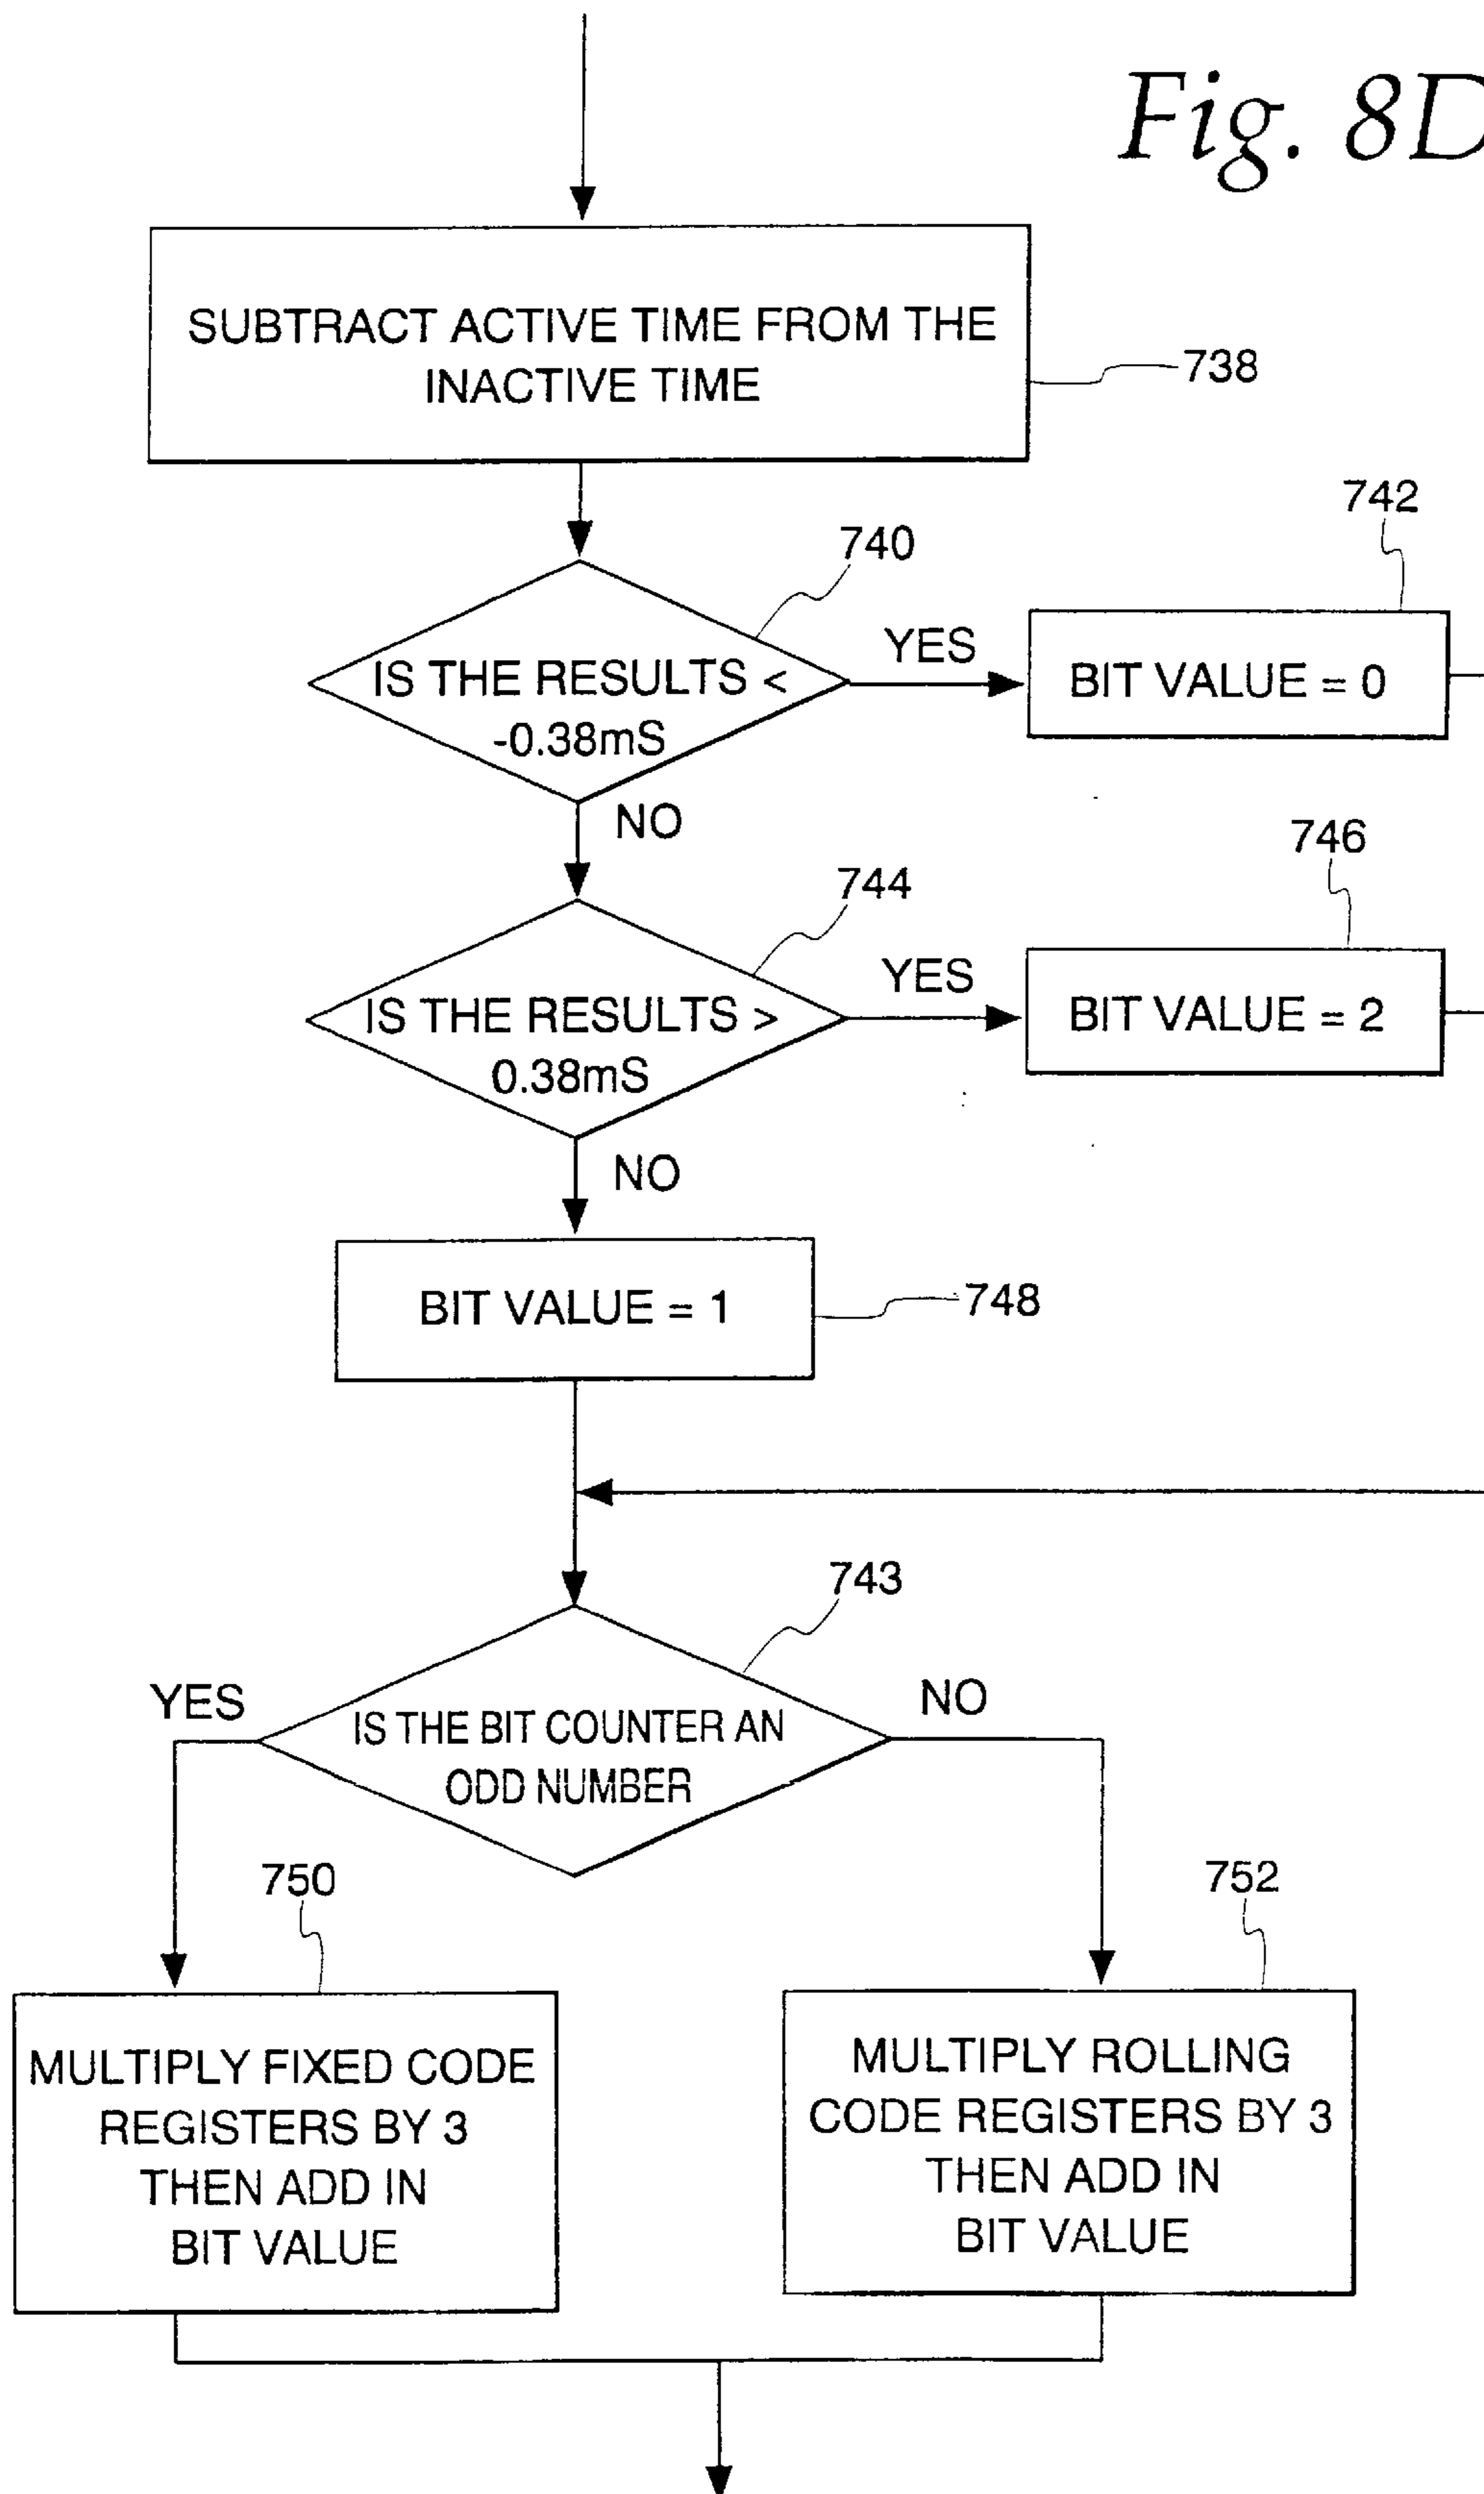 Fig. 8D
SUBTRACT ACTIVE TIME FROM THE
INACTIVE TIME
738
740
742
IS THE RESULTS <
-0.38mS
YES
BIT VALUE = 0
NO
744
746
IS THE RESULTS >
0.38mS
YES
BIT VALUE = 2
NO
BIT VALUE = 1
748
743
YES
IS THE BIT COUNTER AN
ODD NUMBER
NO
750
752
MULTIPLY FIXED CODE
REGISTERS BY 3
THEN ADD IN
BIT VALUE
MULTIPLY ROLLING
CODE REGISTERS BY 3
THEN ADD IN
BIT VALUE